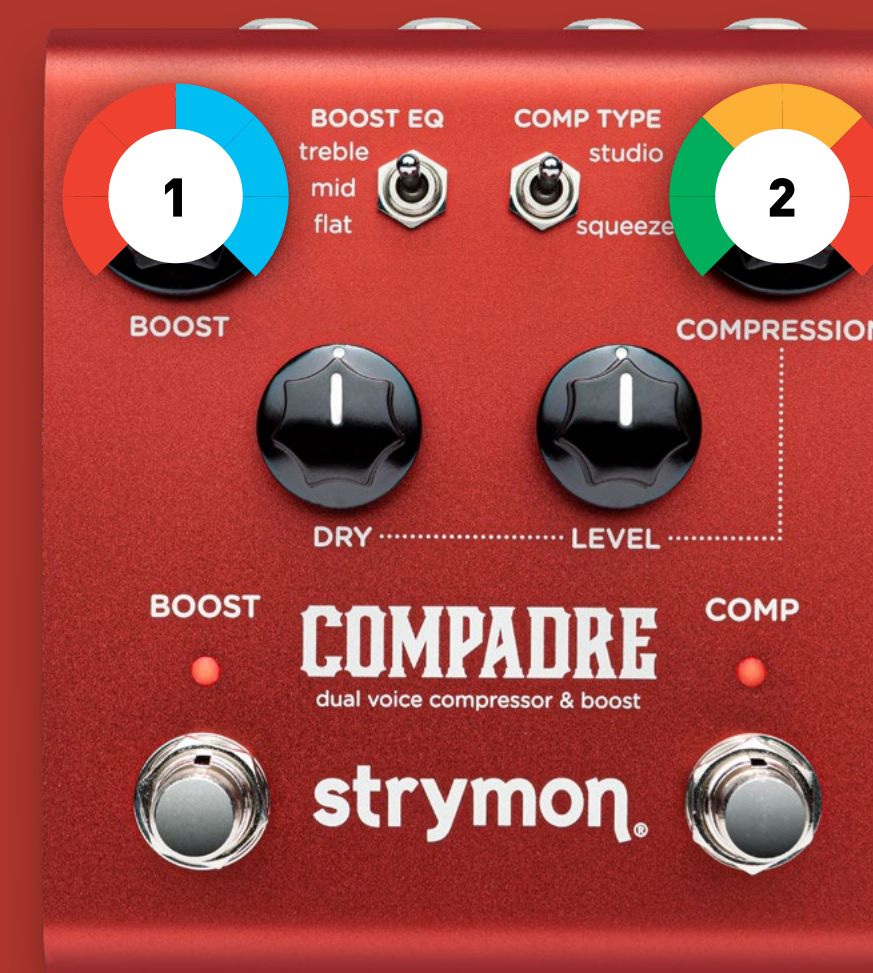 BOOST EQ
treble
mid
flat
COMP TYPE
studio
squeeze
1
2
BOOST
COMPRESSION
DRY
LEVEL
BOOST
COMP
COMPADRE
dual voice compressor & boost
strymon®